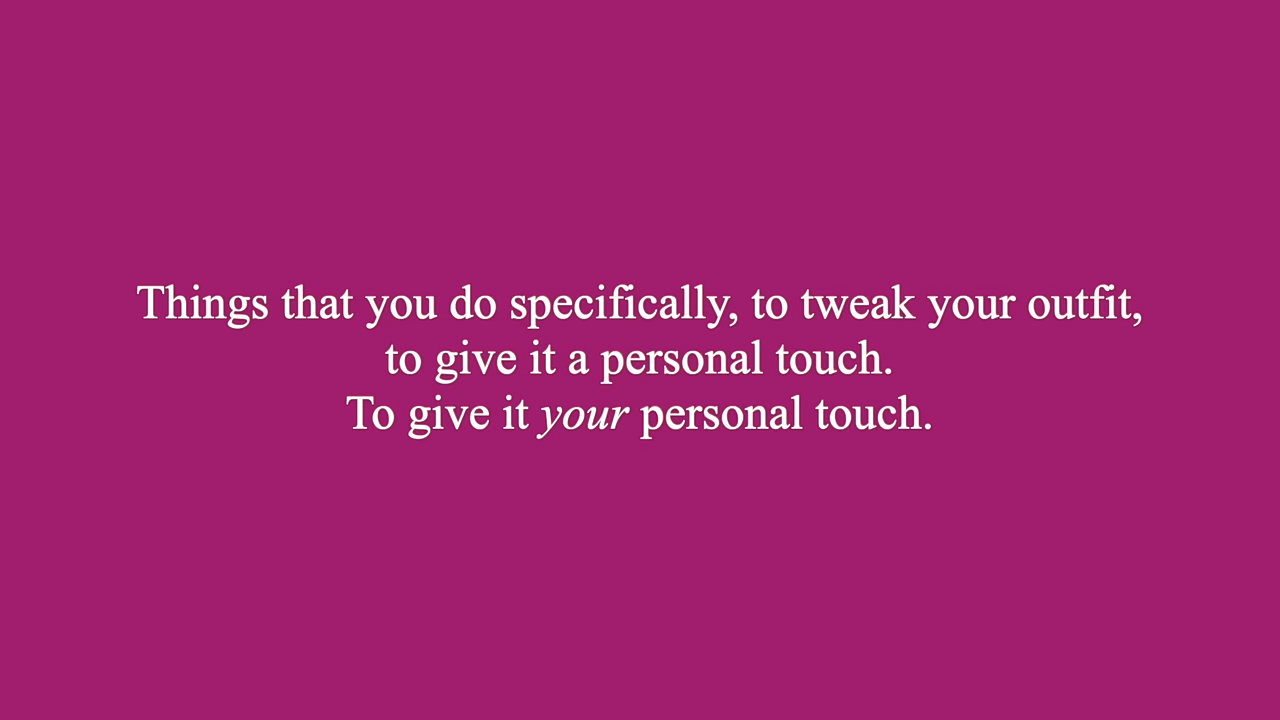 Things that you do specifically, to tweak your outfit,
to give it a personal touch.
To give it your personal touch.